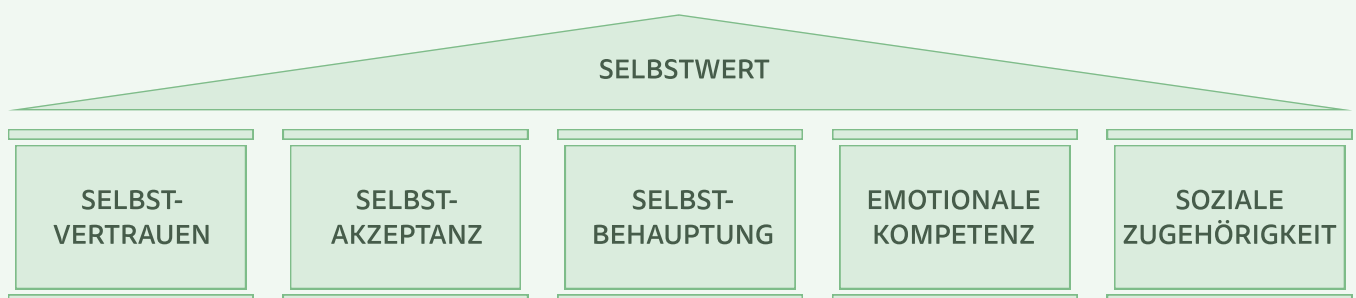 SELBSTWERT
SELBST-
VERTRAUEN
SELBST-
AKZEPTANZ
SELBST-
BEHAUPTUNG
EMOTIONALE
KOMPETENZ
SOZIALE
ZUGEHÖRIGKEIT